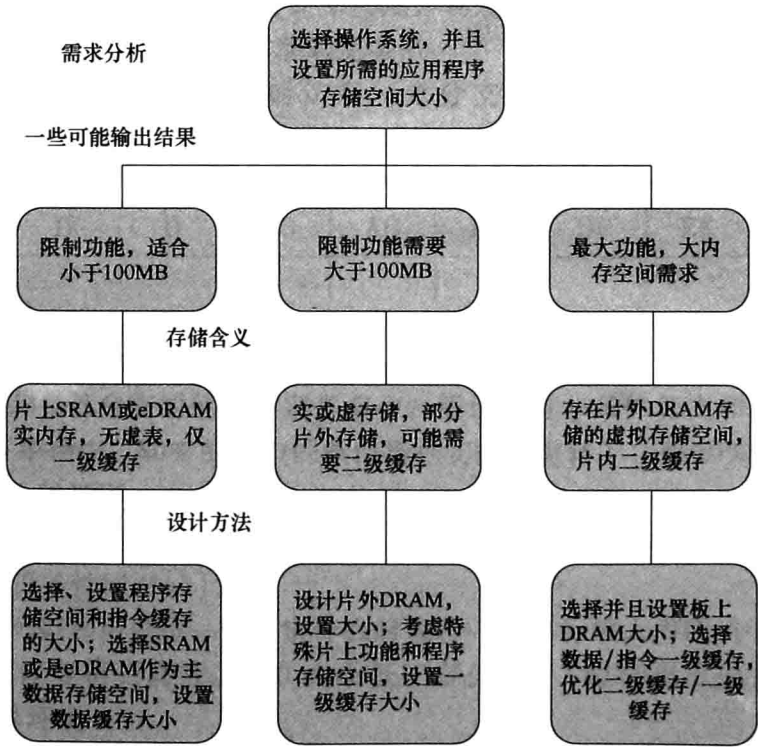 需求分析
选择操作系统，并且
设置所需的应用程序
存储空间大小
一些可能输出结果
限制功能，适合
小于100MB
限制功能需要
大于100MB
最大功能，大内
存空间需求
存储含义
片上SRAM或eDRAM
实内存，无虚表，仅
一级缓存
实或虚存储，部分
片外存储，可能需
要二级缓存
存在片外DRAM存
储的虚拟存储空间，
片内二级缓存
设计方法
选择、设置程序存
储空间和指令缓存
的大小；选择SRAM
或是eDRAM作为主
数据存储空间，设置
数据缓存大小
设计片外DRAM，
设置大小；考虑特
殊片上功能和程序
存储空间，设置一
级缓存大小
选择并且设置板上
DRAM大小；选择
数据/指令一级缓存，
优化二级缓存/一级
缓存